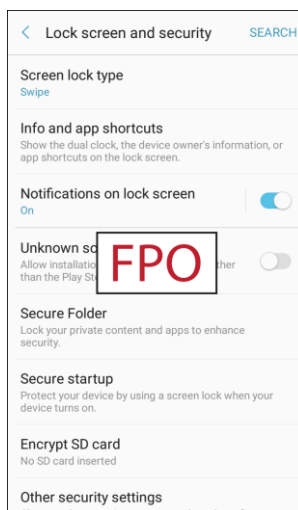 < Lock screen and security SEARCH
Screen lock type
Swipe
Info and app shortcuts
Show the dual clock, the device owner's information, or
app shortcuts on the lock screen.
Notifications on lock screen
On
Unknown
FPO
Allow
than the Play
Secure Folder
Lock your private content and apps to enhance
security.
Secure startup
Protect your device by using a screen lock when your
device turns on.
Encrypt SD card
No SD card inserted
Other security settings